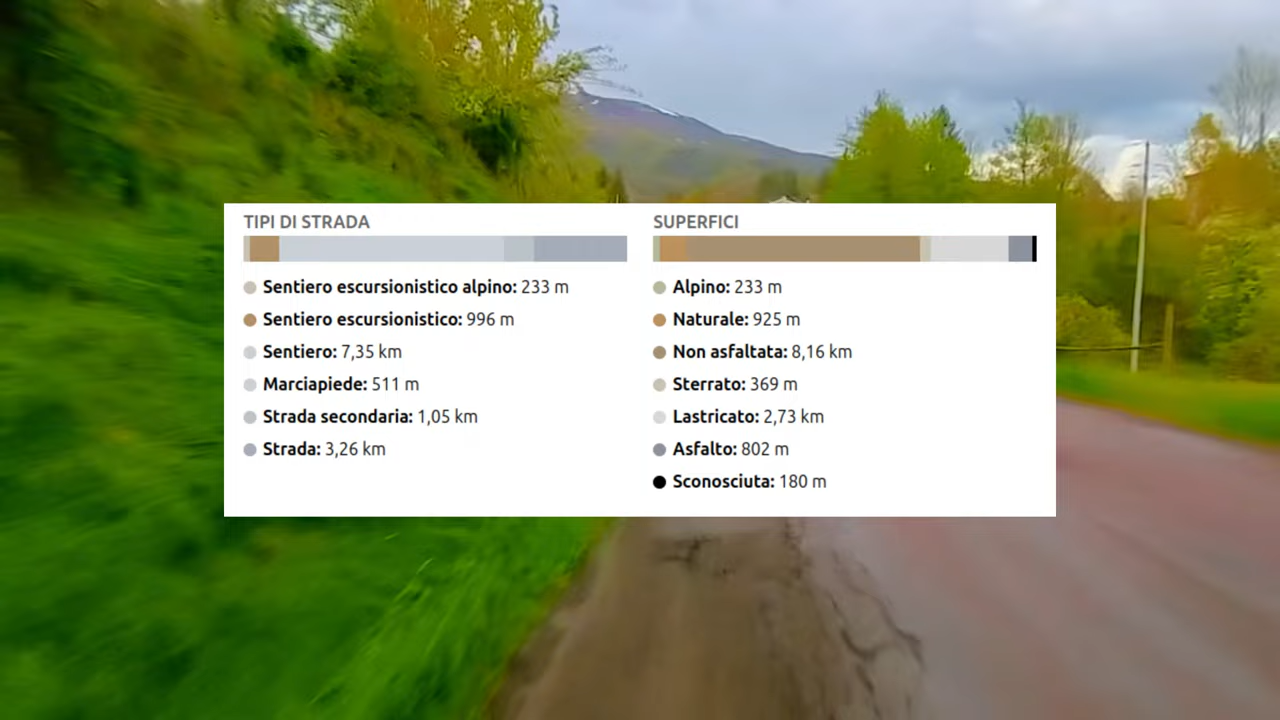 TIPI DI STRADA
Sentiero escursionistico alpino: 233 m
Sentiero escursionistico: 996 m
Sentiero: 7,35 km
Marciapiede: 511 m
Strada secondaria: 1,05 km
Strada: 3,26 km
SUPERFICI
Alpino: 233 m
Naturale: 925 m
Non asfaltata: 8,16 km
Sterrato: 369 m
Lastricato: 2,73 km
Asfalto: 802 m
Sconosciuta: 180 m